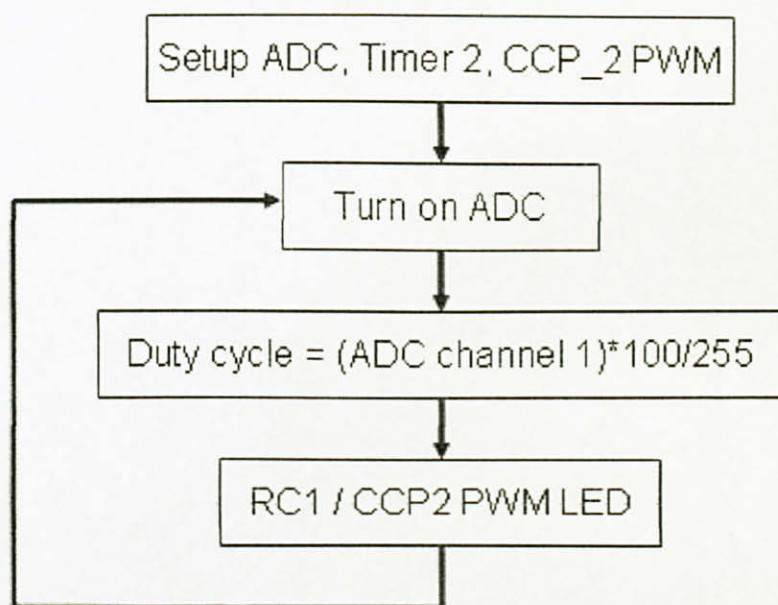 Setup ADC, Timer 2, CCP_2 PWM
Turn on ADC
Duty cycle = (ADC channel 1)*100/255
RC1 / CCP2 PWM LED